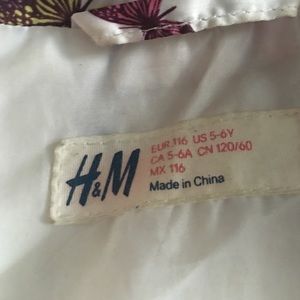 H&M
EUR 116 US 5-6Y
CA 5-6A CN 120/60
MX 116
Made in China